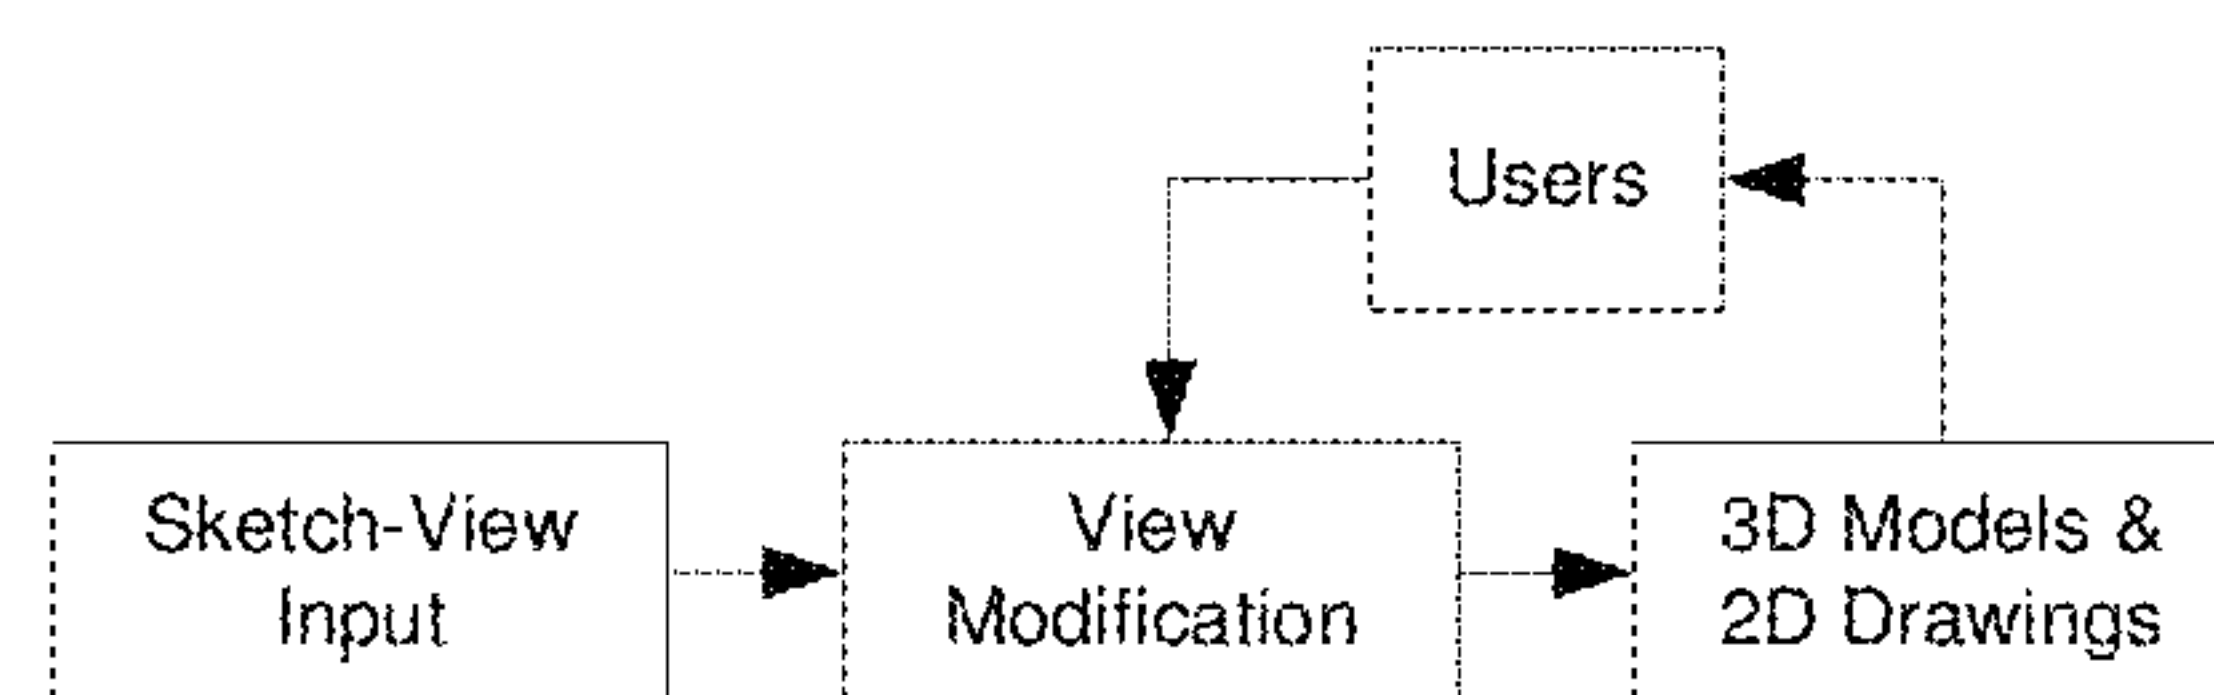 Users
Sketch-View
Input
View
Modification
3D Models &
2D Drawings